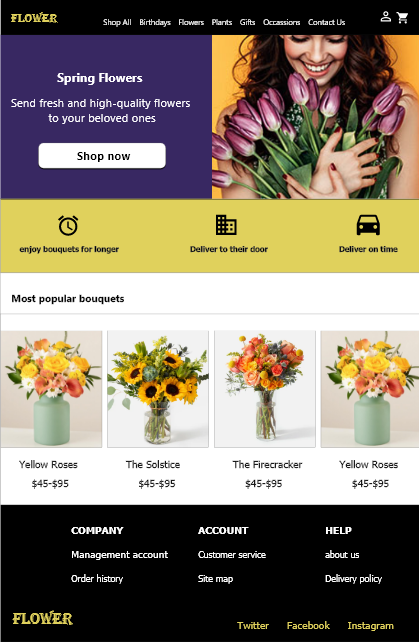 FLOWER
Shop All Birthdays Flowers Plants Gifts Occassions Contact Us
Spring Flowers
Send fresh and high-quality flowers
to your beloved ones
Shop now
enjoy bouquets for longer
Deliver to their door
Deliver on time
Most popular bouquets
Yellow Roses
$45-$95
The Solstice
$45-$95
The Firecracker
$45-$95
Yellow Roses
$45-$95
COMPANY
Management account
Order history
ACCOUNT
Customer service
Site map
HELP
about us
Delivery policy
FLOWER
Twitter Facebook Instagram